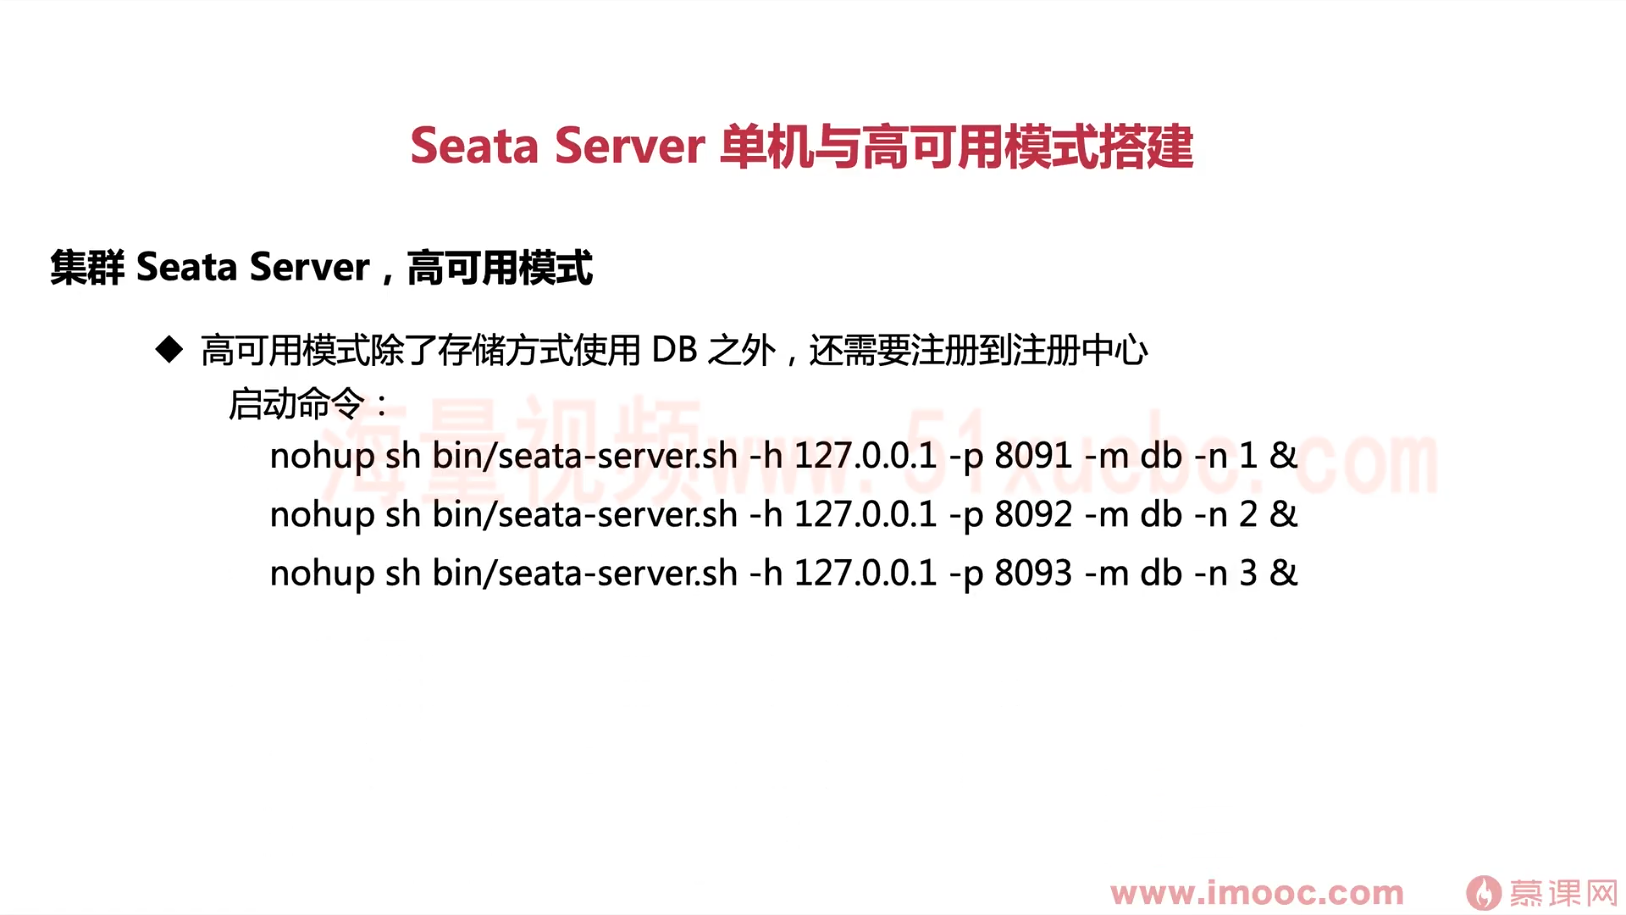 Seata Server 单机与高可用模式搭建
集群 Seata Server，高可用模式
◆ 高可用模式除了存储方式使用 DB 之外，还需要注册到注册中心
启动命令：
海量视频www.51xuebc.com
nohup sh bin/seata-server.sh -h 127.0.0.1 -p 8091 -m db -n 1 &
nohup sh bin/seata-server.sh -h 127.0.0.1 -p 8092 -m db -n 2 &
nohup sh bin/seata-server.sh -h 127.0.0.1 -p 8093 -m db -n 3 &
www.imooc.com 慕课网